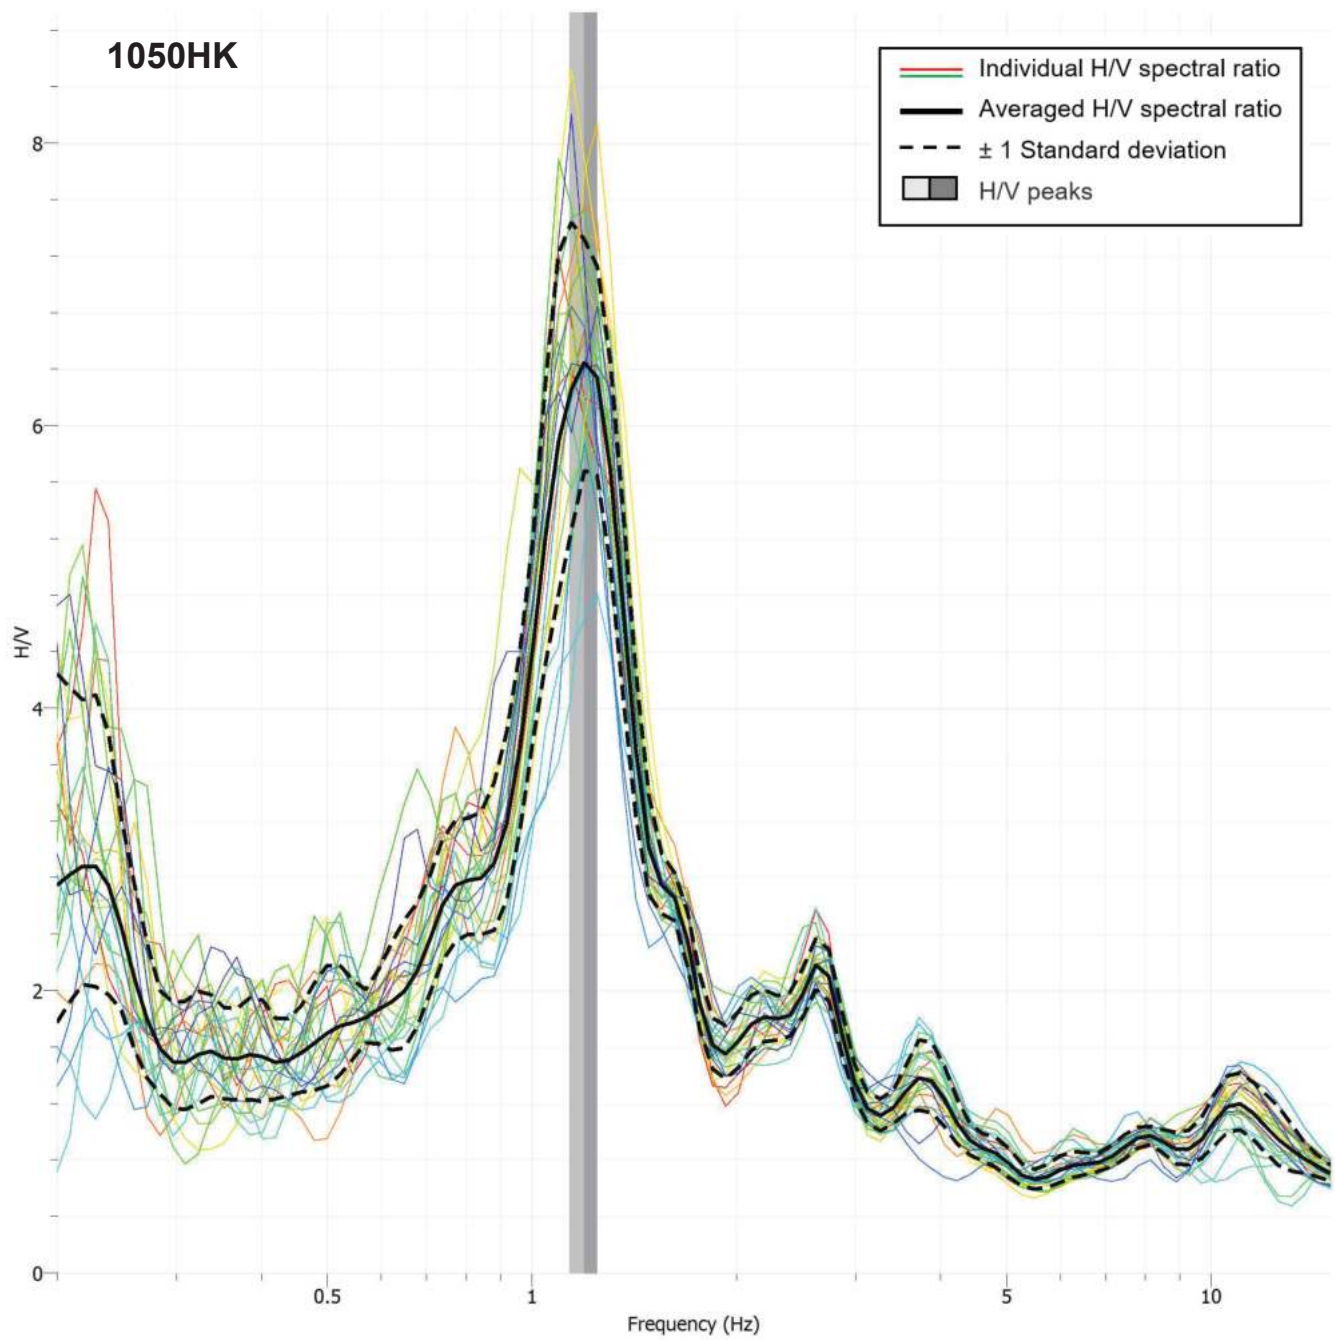 1050HK
Individual H/V spectral ratio
Averaged H/V spectral ratio
± 1 Standard deviation
H/V peaks
8
6
H/V
4
2
0
0.5
1
5
10
Frequency (Hz)